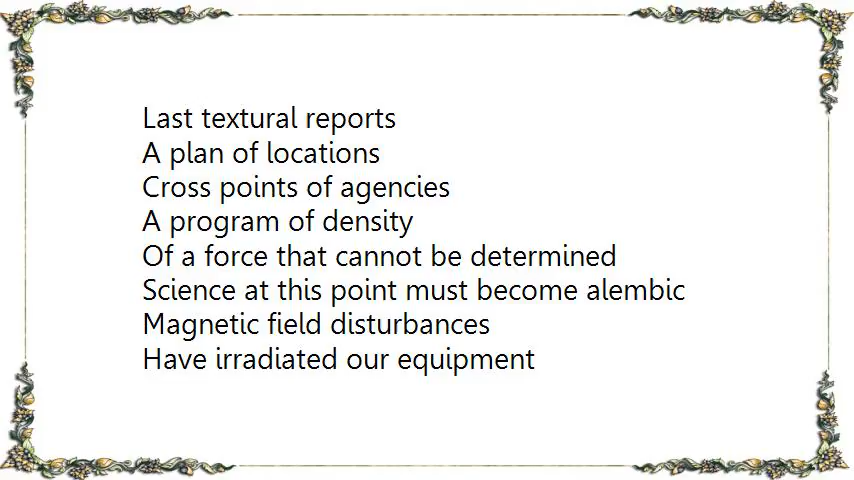 Last textural reports
A plan of locations
Cross points of agencies
A program of density
Of a force that cannot be determined
Science at this point must become alembic
Magnetic field disturbances
Have irradiated our equipment